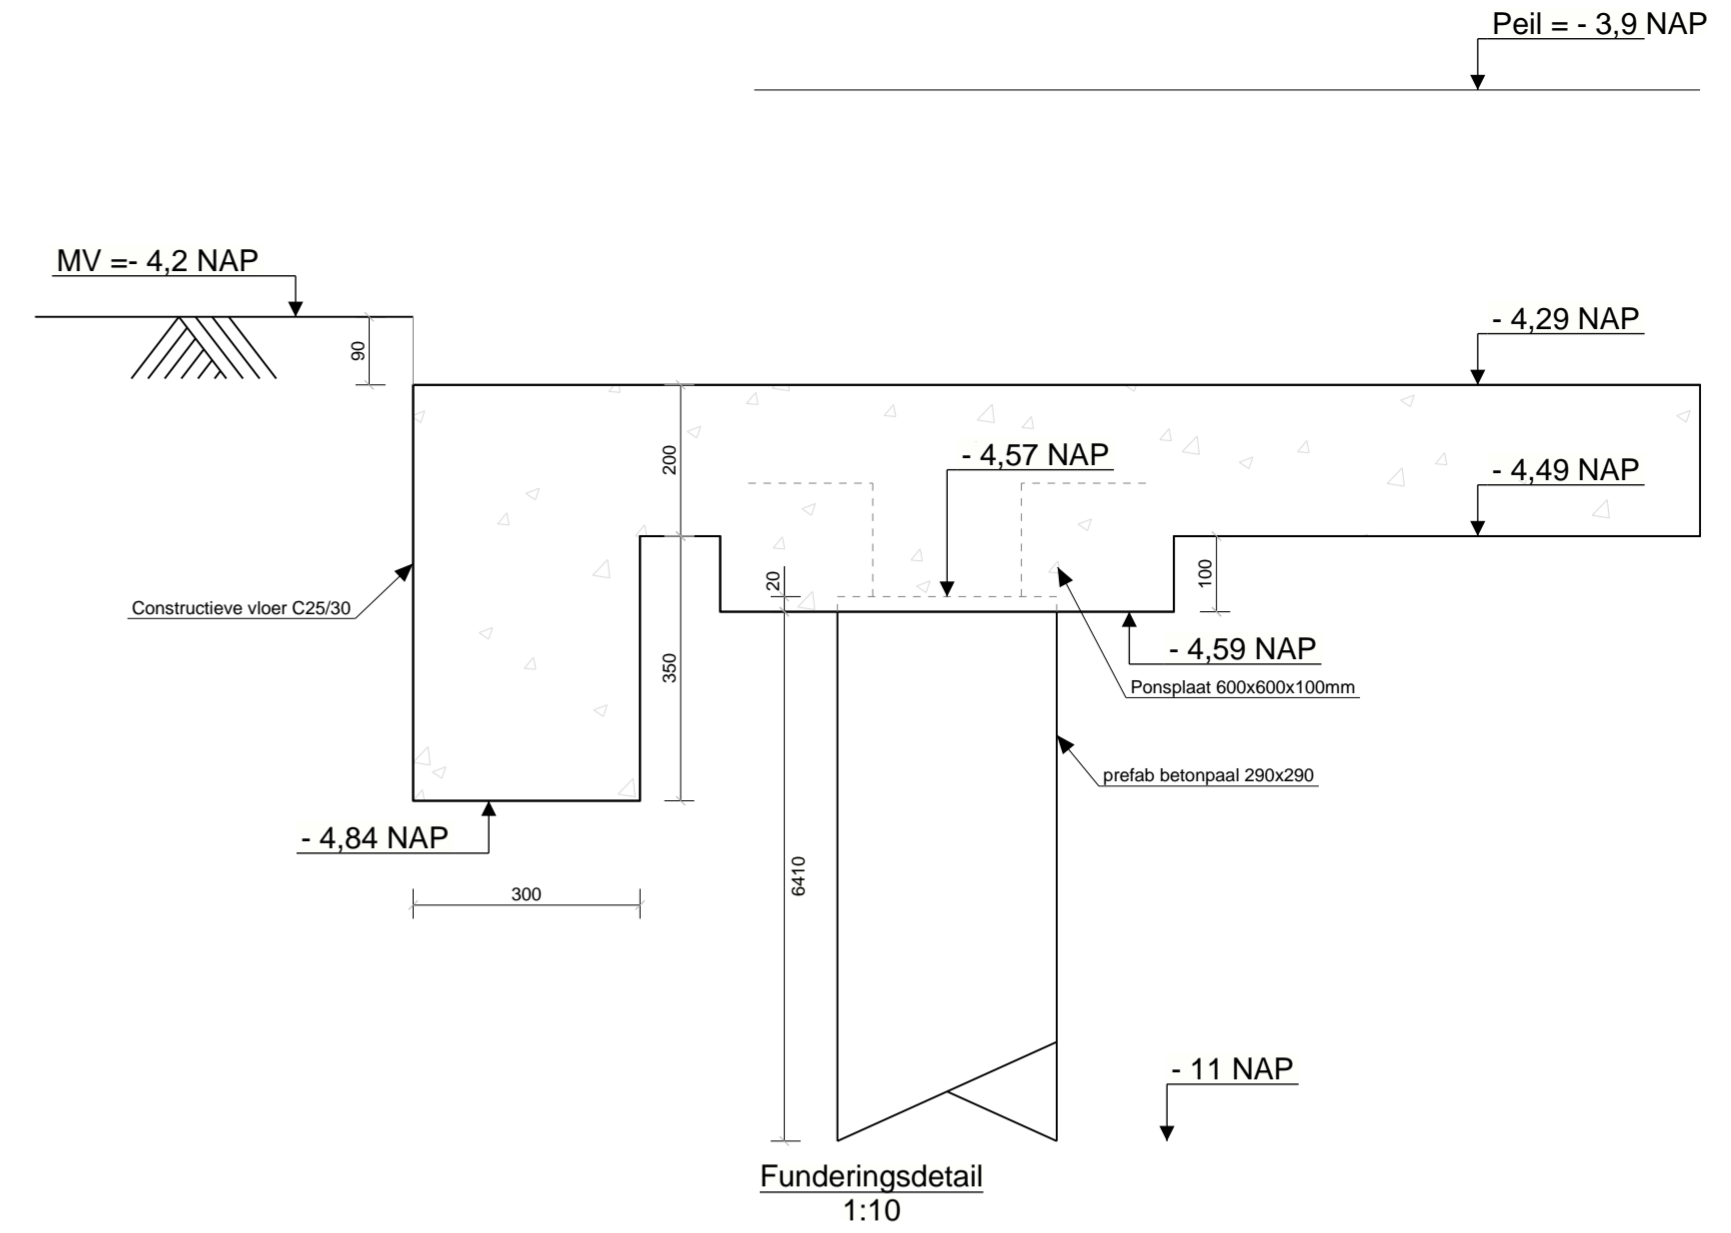 Peil = - 3,9 NAP
MV =- 4,2 NAP
- 4,29 NAP
90
200
- 4,57 NAP
- 4,49 NAP
20
100
Constructieve vloer C25/30
350
- 4,59 NAP
Ponsplaat 600x600x100mm
prefab betonpaal 290x290
- 4,84 NAP
6410
300
- 11 NAP
Funderingsdetail
1:10